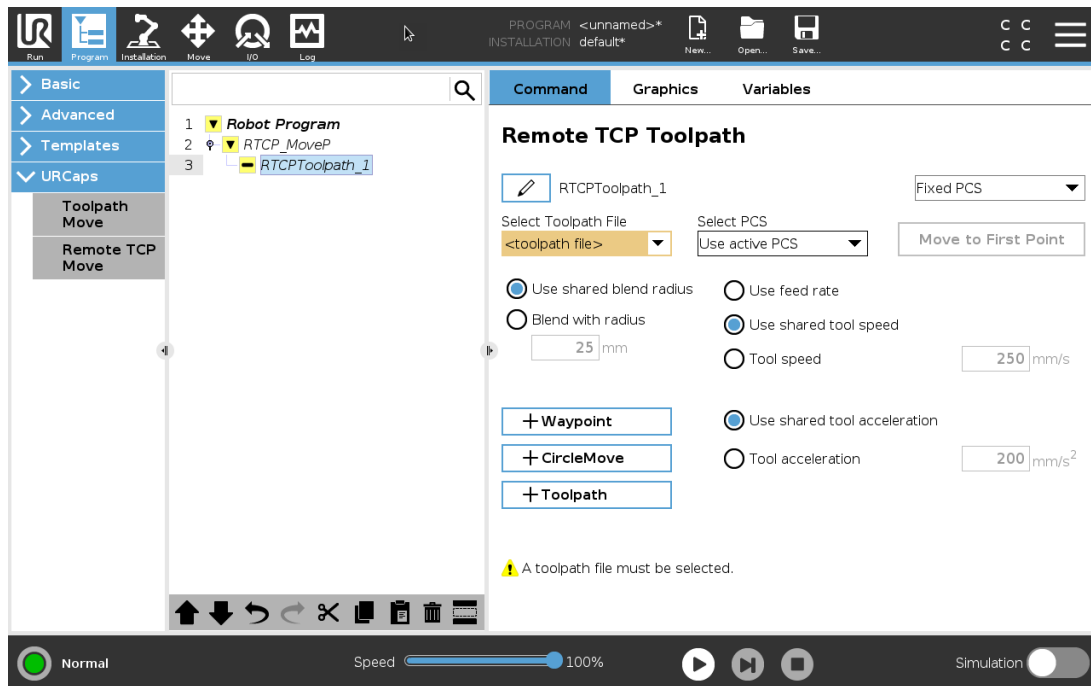 UR
Run
Program
Installation
Move
I/O
Log
PROGRAM <unnamed>*
INSTALLATION default*
New...
Open...
Save...
C C
C C
Basic
Advanced
Templates
URCaps
Toolpath
Move
Remote TCP
Move
1 Robot Program
2 RTCP_MoveP
3 RTCPToolpath_1
Command Graphics Variables
Remote TCP Toolpath
RTCPToolpath_1
Fixed PCS
Select Toolpath File
<toolpath file>
Select PCS
Use active PCS
Move to First Point
Use shared blend radius
Blend with radius
25 mm
Use feed rate
Use shared tool speed
Tool speed 250 mm/s
+Waypoint
+CircleMove
+Toolpath
Use shared tool acceleration
Tool acceleration 200 mm/s²
A toolpath file must be selected.
Normal
Speed 100%
Simulation